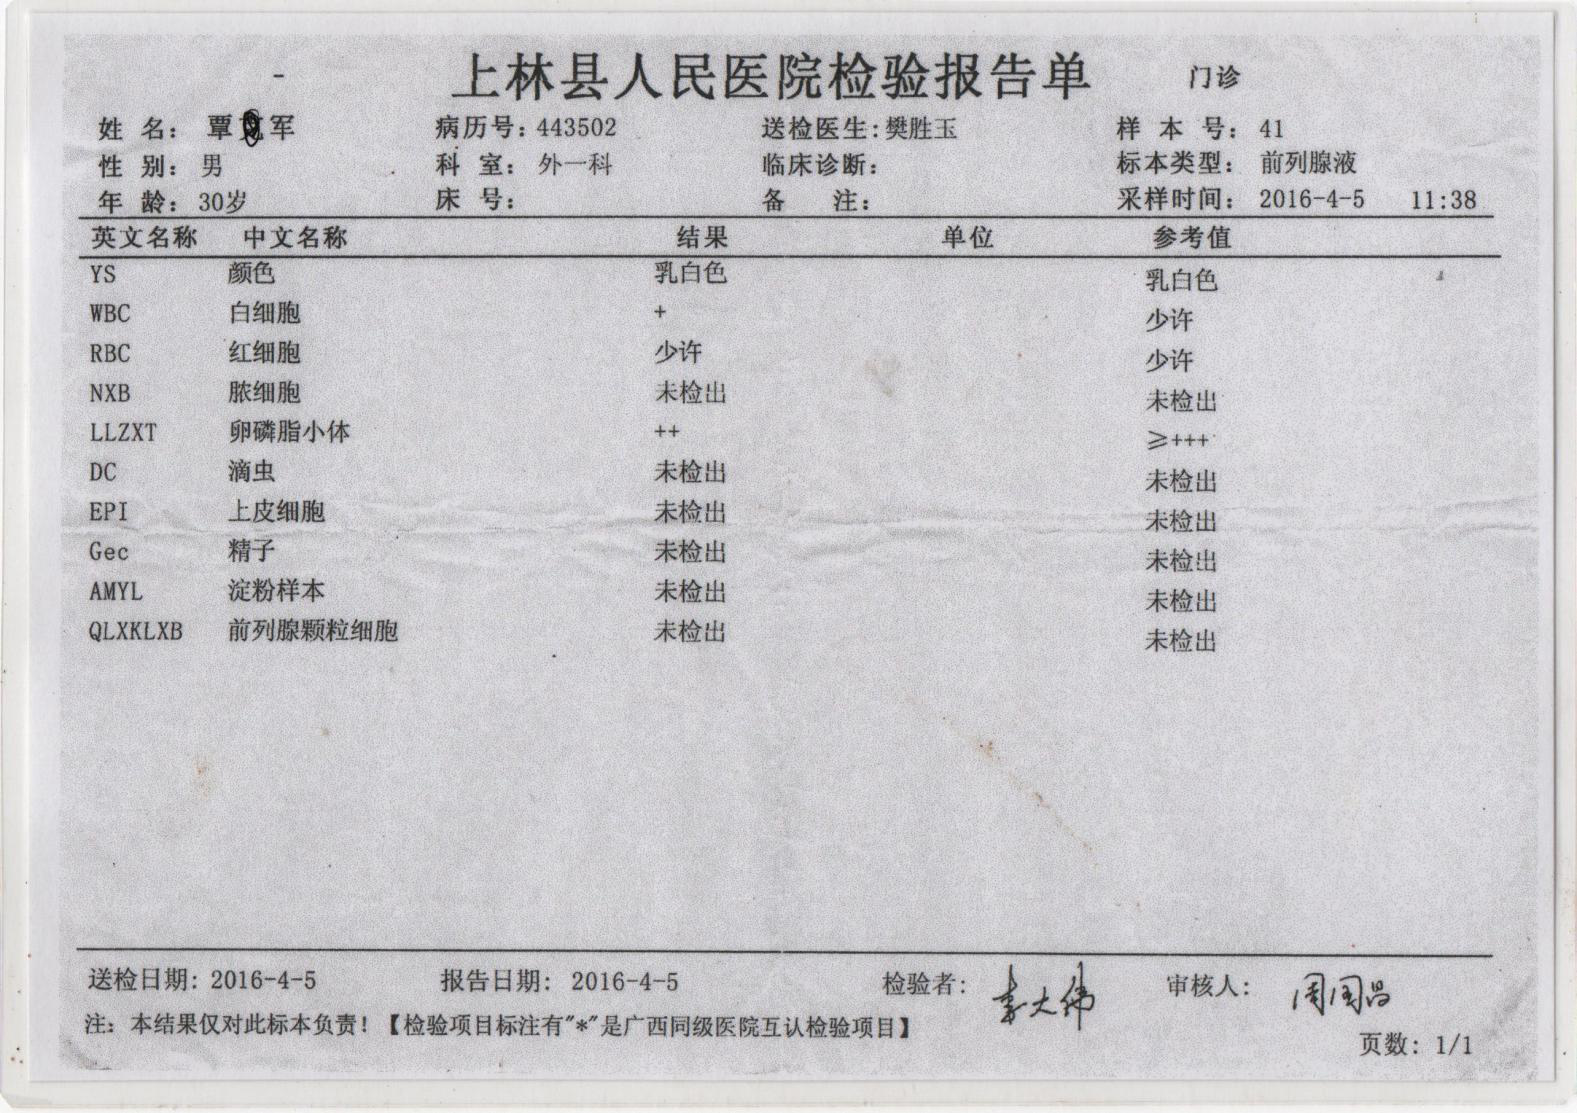 上林县人民医院检验报告单 门诊
姓 名： 覃 军 病历号：443502 送检医生：樊胜玉 样 本 号： 41
性 别： 男 科 室： 外一科 临床诊断： 标本类型： 前列腺液
年 龄： 30岁 床 号： 备 注： 采样时间： 2016-4-5 11:38
英文名称 中文名称 结果 单位 参考值
YS 颜色 乳白色 乳白色
WBC 白细胞 + 少许
RBC 红细胞 少许 少许
NXB 脓细胞 未检出 未检出
LLZXT 卵磷脂小体 ++ ≥+++
DC 滴虫 未检出 未检出
EPI 上皮细胞 未检出 未检出
Gec 精子 未检出 未检出
AMYL 淀粉样本 未检出 未检出
QLXKLXB 前列腺颗粒细胞 未检出 未检出
送检日期：2016-4-5 报告日期： 2016-4-5 检验者： 审核人： 周国昌
注：本结果仅对此标本负责！【检验项目标注有"*"是广西同级医院互认检验项目】
页数：1/1